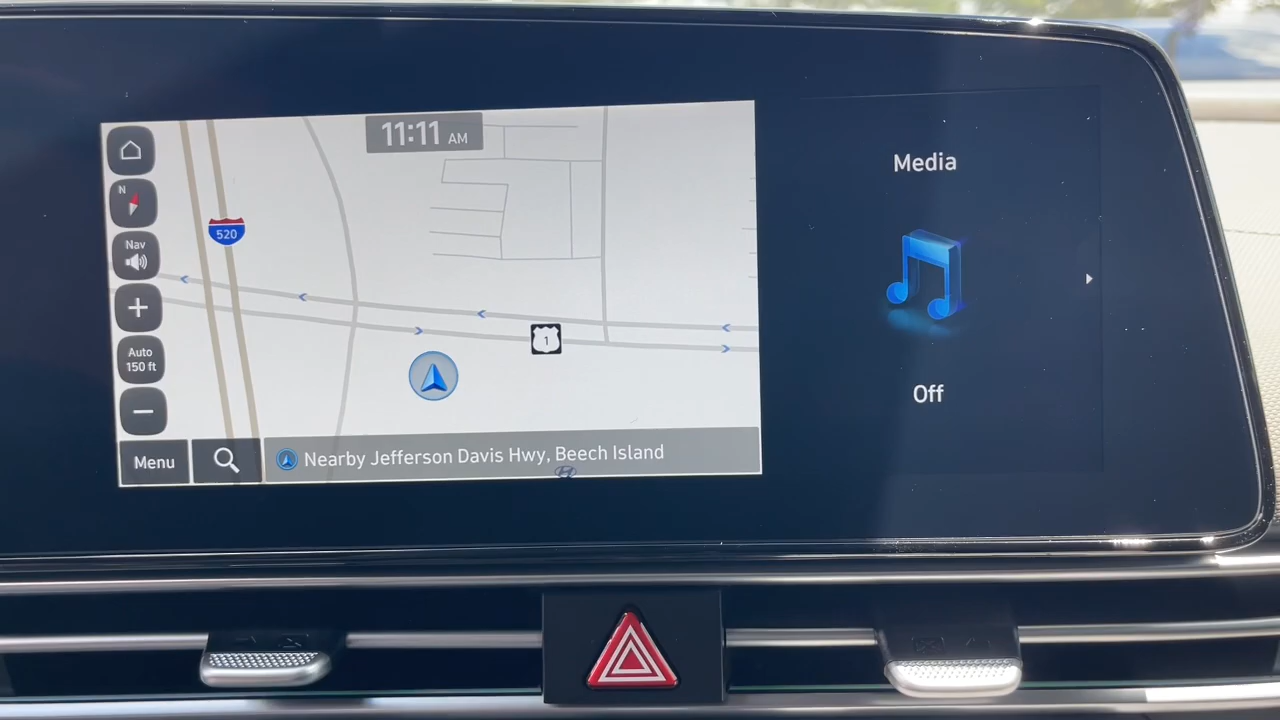 11:11 AM
N
520
Nav
+
Auto
150 ft
1
−
Menu
Nearby Jefferson Davis Hwy, Beech Island
Media
Off